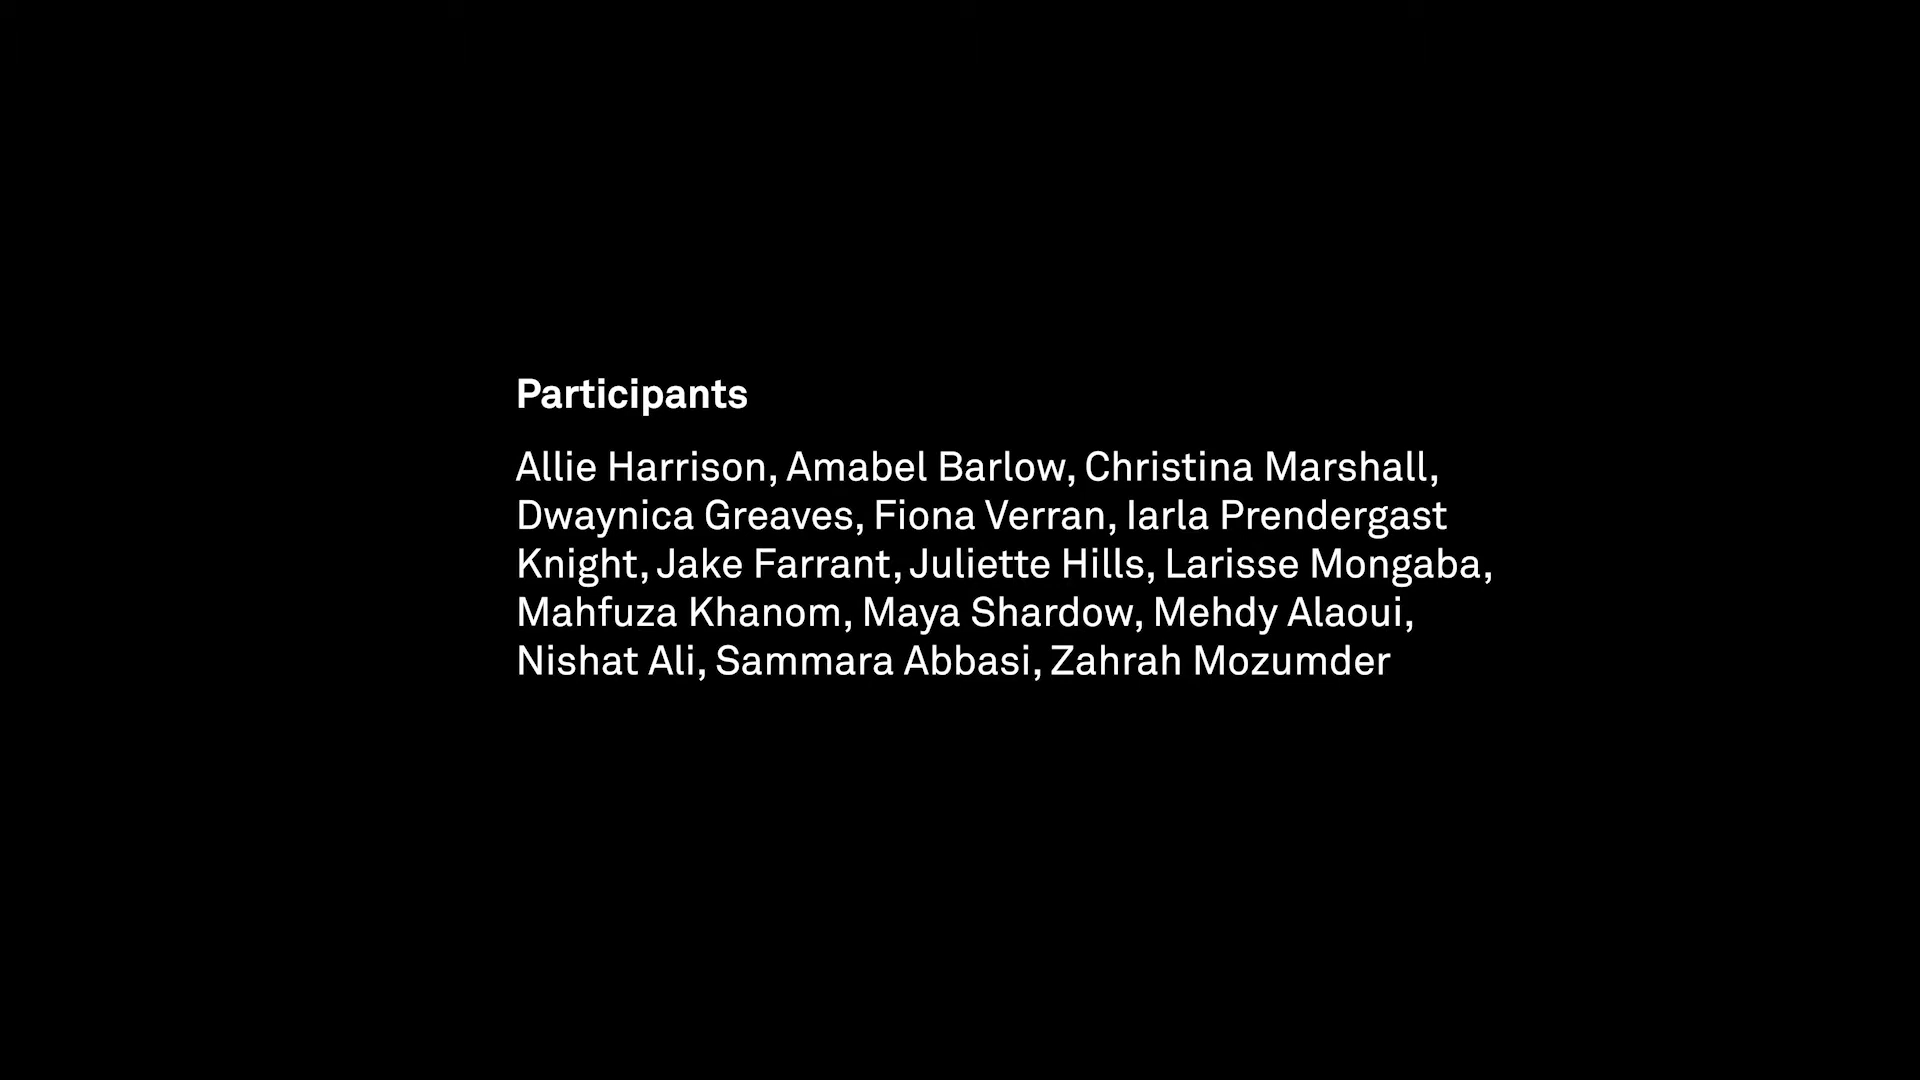 Participants
Allie Harrison, Amabel Barlow, Christina Marshall,
Dwaynica Greaves, Fiona Verran, Iarla Prendergast
Knight, Jake Farrant, Juliette Hills, Larisse Mongaba,
Mahfuza Khanom, Maya Shardow, Mehdy Alaoui,
Nishat Ali, Sammara Abbasi, Zahrah Mozumder